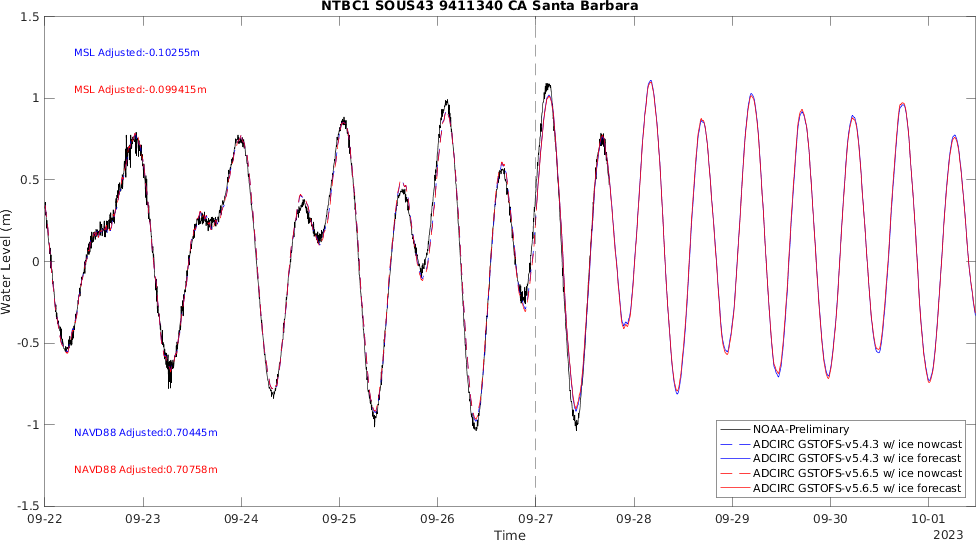 NTBC1 SOUS43 9411340 CA Santa Barbara
1.5
MSL Adjusted:-0.10255m
MSL Adjusted:-0.099415m
1
0.5
0
-0.5
-1
-1.5
Water Level (m)
NAVD88 Adjusted:0.70445m
NAVD88 Adjusted:0.70758m
NOAA-Preliminary
ADCIRC GSTOFS-v5.4.3 w/ ice nowcast
ADCIRC GSTOFS-v5.4.3 w/ ice forecast
ADCIRC GSTOFS-v5.6.5 w/ ice nowcast
ADCIRC GSTOFS-v5.6.5 w/ ice forecast
09-22 09-23 09-24 09-25 09-26 09-27 09-28 09-29 09-30 10-01
Time
2023